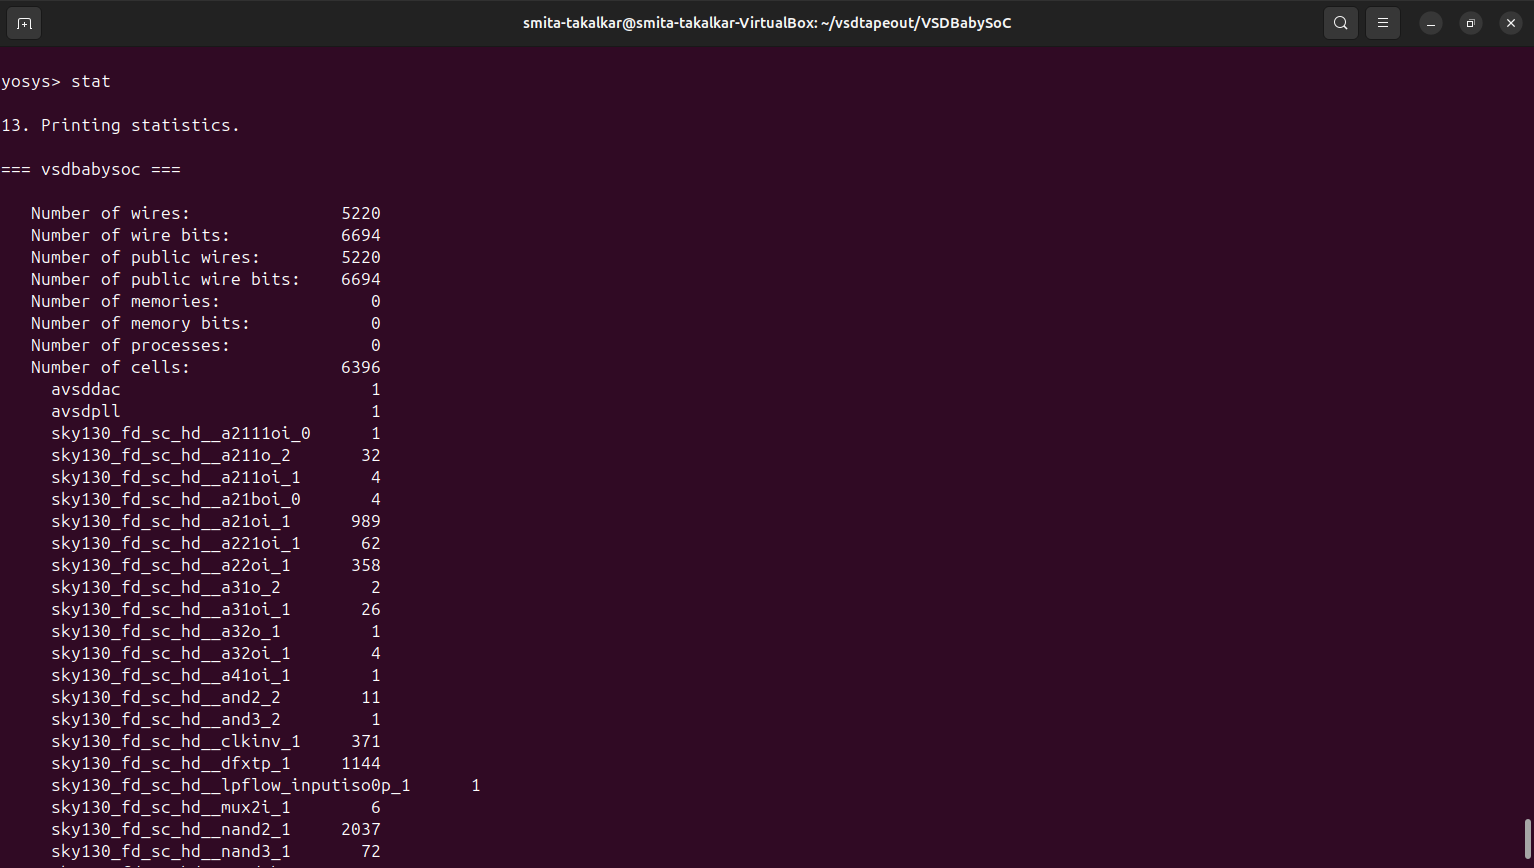 smita-takalkar@smita-takalkar-VirtualBox: ~/vsdtapeout/VSDBabySoC
yosys> stat
13. Printing statistics.
=== vsdbabysoc ===
Number of wires: 5220
Number of wire bits: 6694
Number of public wires: 5220
Number of public wire bits: 6694
Number of memories: 0
Number of memory bits: 0
Number of processes: 0
Number of cells: 6396
avsddac 1
avsdpll 1
sky130_fd_sc_hd__a2111oi_0 1
sky130_fd_sc_hd__a211o_2 32
sky130_fd_sc_hd__a211oi_1 4
sky130_fd_sc_hd__a21boi_0 4
sky130_fd_sc_hd__a21oi_1 989
sky130_fd_sc_hd__a221oi_1 62
sky130_fd_sc_hd__a22oi_1 358
sky130_fd_sc_hd__a31o_2 2
sky130_fd_sc_hd__a31oi_1 26
sky130_fd_sc_hd__a32o_1 1
sky130_fd_sc_hd__a32oi_1 4
sky130_fd_sc_hd__a41oi_1 1
sky130_fd_sc_hd__and2_2 11
sky130_fd_sc_hd__and3_2 1
sky130_fd_sc_hd__clkinv_1 371
sky130_fd_sc_hd__dfxtp_1 1144
sky130_fd_sc_hd__lpflow_inputiso0p_1 1
sky130_fd_sc_hd__mux2i_1 6
sky130_fd_sc_hd__nand2_1 2037
sky130_fd_sc_hd__nand3_1 72